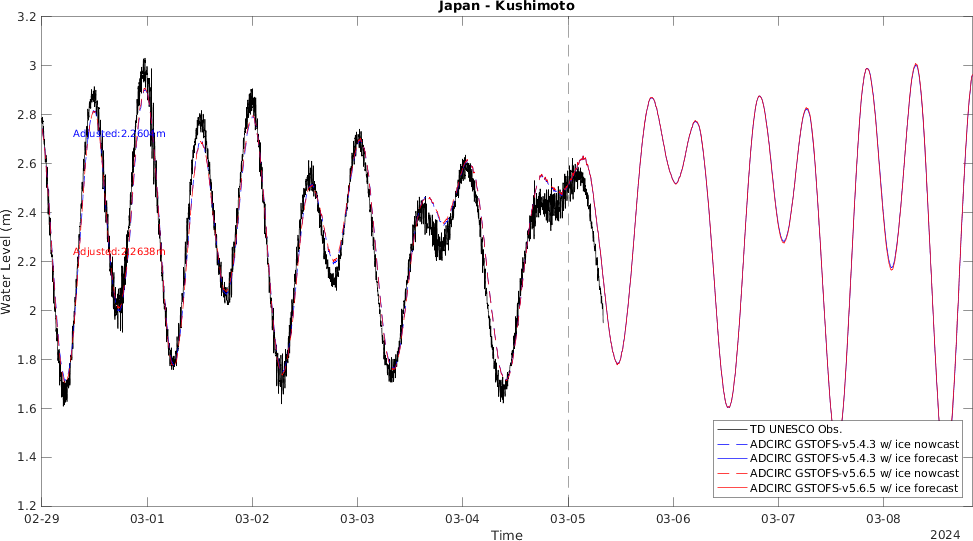 Japan - Kushimoto
3.2
3
2.8
2.6
2.4
2.2
2
1.8
1.6
1.4
1.2
Water Level (m)
Adjusted:2.2604m
Adjusted:2.2638m
TD UNESCO Obs.
ADCIRC GSTOFS-v5.4.3 w/ ice nowcast
ADCIRC GSTOFS-v5.4.3 w/ ice forecast
ADCIRC GSTOFS-v5.6.5 w/ ice nowcast
ADCIRC GSTOFS-v5.6.5 w/ ice forecast
02-29 03-01 03-02 03-03 03-04 03-05 03-06 03-07 03-08
Time
2024